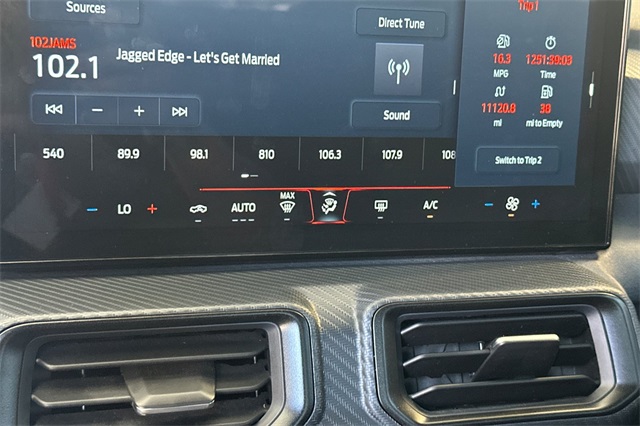 Sources
Direct Tune
102JAMS
102.1
Jagged Edge - Let's Get Married
Sound
540 89.9 98.1 810 106.3 107.9 108
Trip 1
16.3 1251:39:03
MPG Time
11120.8 30
mi mi to Empty
Switch to Trip 2
LO AUTO MAX A/C